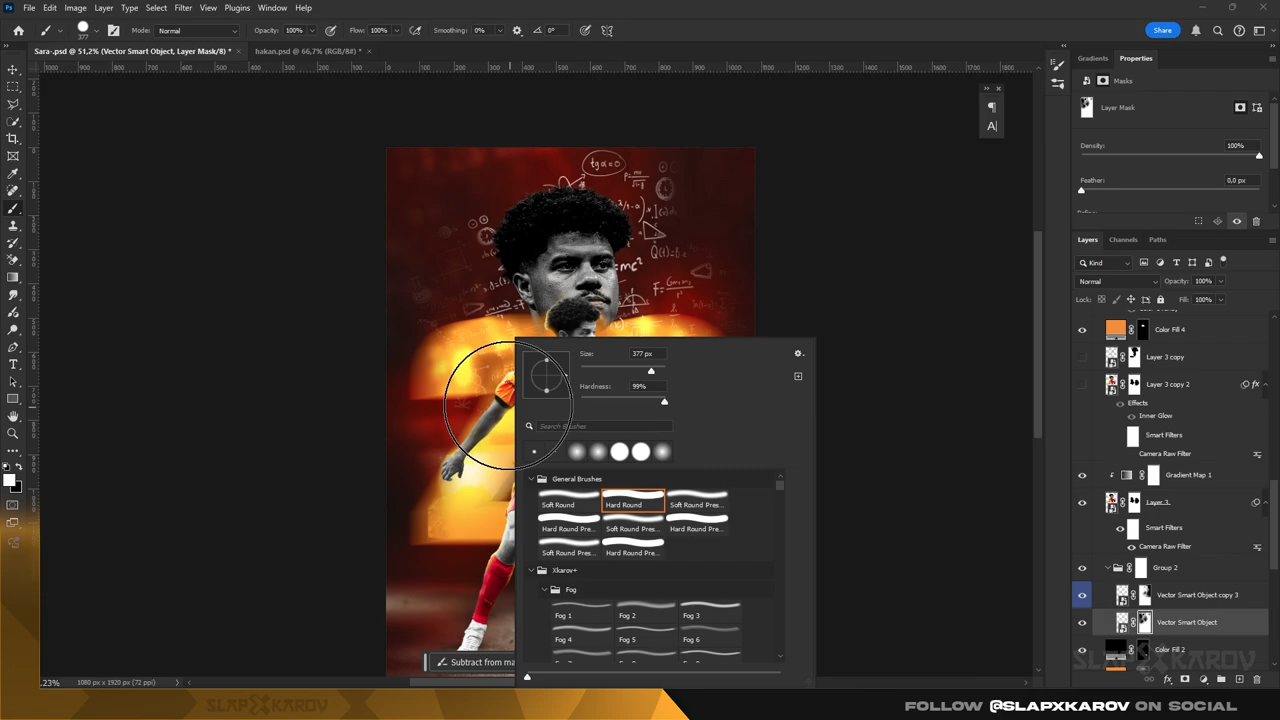 File Edit Image Layer Type Select Filter View Plugins Window Help
377 Mode: Normal Opacity: 100% Flow: 100% Smoothing: 0% 0° Share
Sara-.psd @ 51,2% (Vector Smart Object, Layer Mask/8) * hakan.psd @ 66,7% (RGB/8#) *
Gradients Properties
Masks
Layer Mask
Density: 100%
Feather: 0,0 px
Layers Channels Paths
Kind
Normal Opacity: 100%
Lock: Fill: 100%
Color Fill 4
Layer 3 copy
Layer 3 copy 2
Effects
Inner Glow
Smart Filters
Camera Raw Filter
Gradient Map 1
Layer 3
Smart Filters
Camera Raw Filter
Group 2
Vector Smart Object copy 3
Vector Smart Object
Color Fill 2
tgα=0
mc²
Size: 377 px
Hardness: 99%
Search Brushes
General Brushes
Soft Round Hard Round Soft Round Pres...
Hard Round Pre... Soft Round Pres... Hard Round Pre...
Soft Round Pres... Hard Round Pre...
Xkarov+
Fog
Fog 1 Fog 2 Fog 3
Fog 4 Fog 5 Fog 6
Subtract from ma
.23% 1080 px x 1920 px (72 ppi)
SLAPXKAROV
SLAPXKAROV
FOLLOW @SLAPXKAROV ON SOCIAL